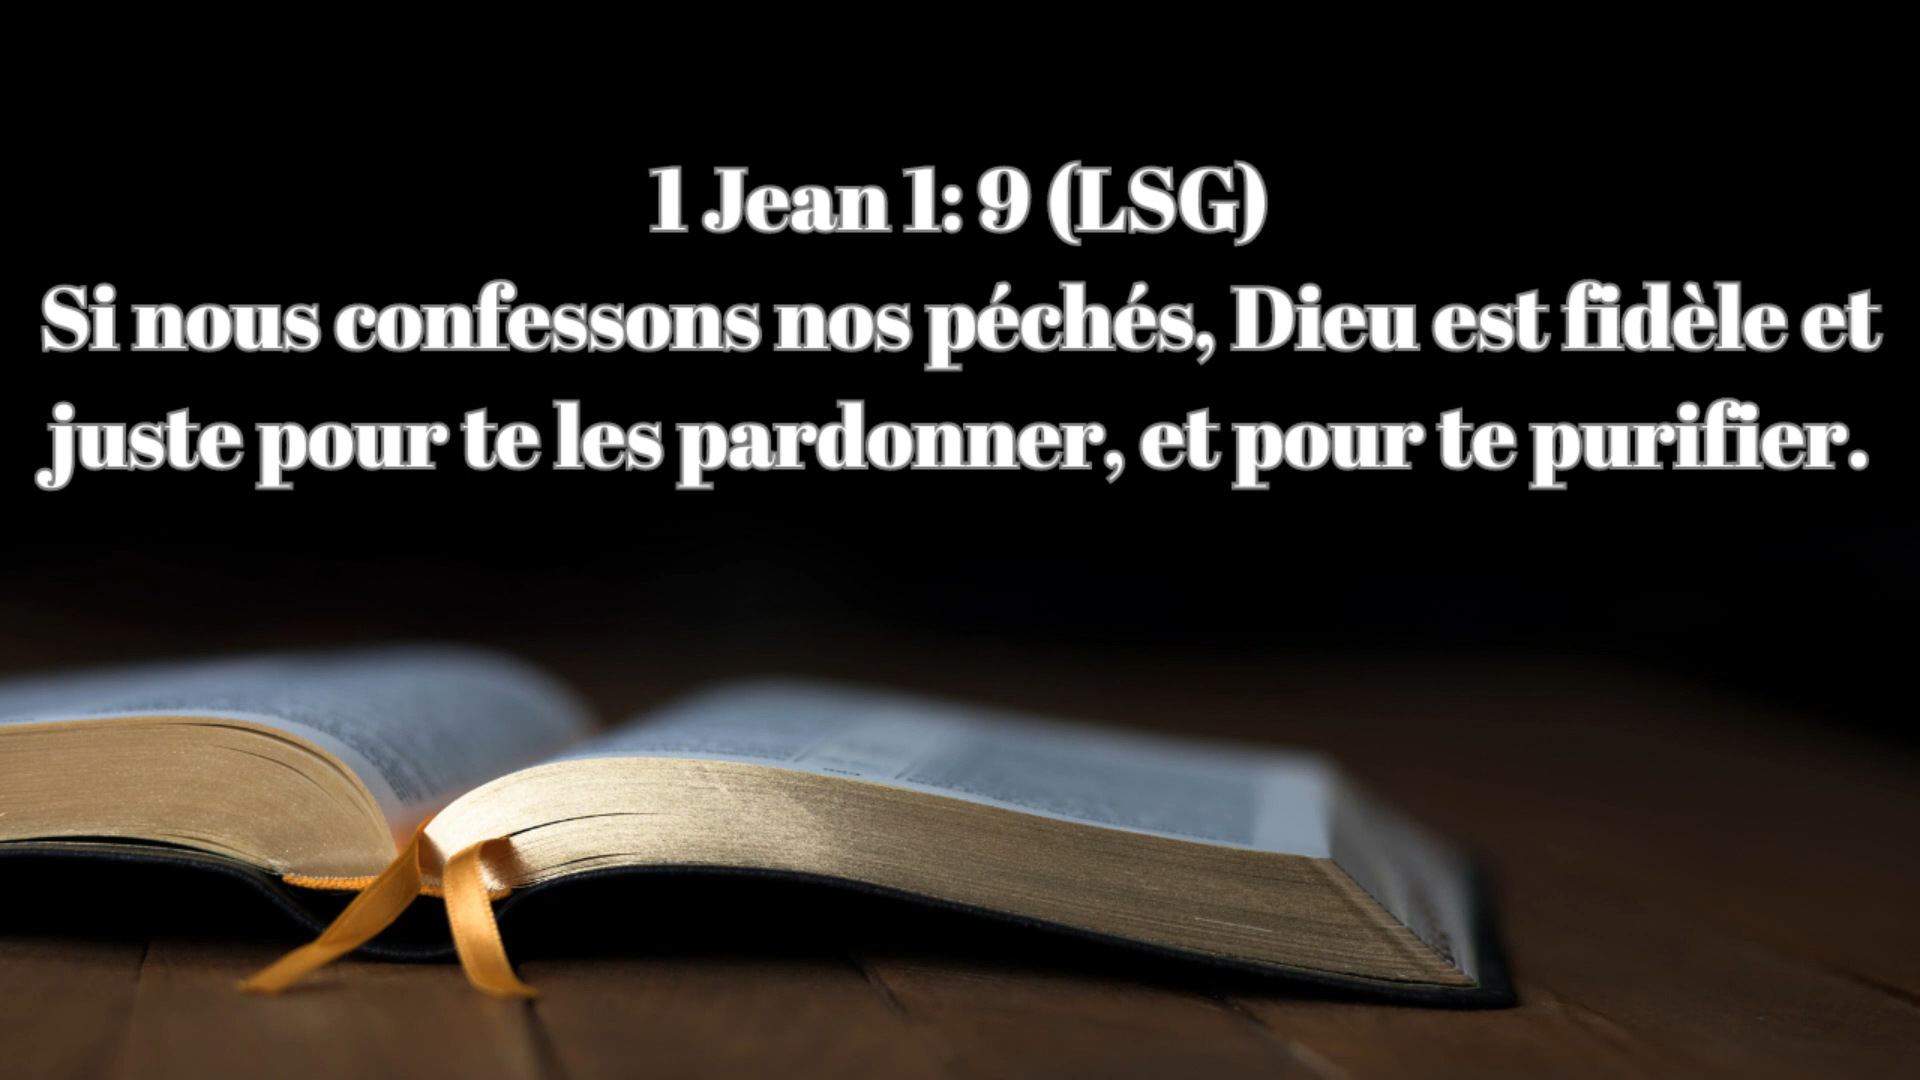 1 Jean 1: 9 (LSG)
Si nous confessons nos péchés, Dieu est fidèle et
juste pour te les pardonner, et pour te purifier.